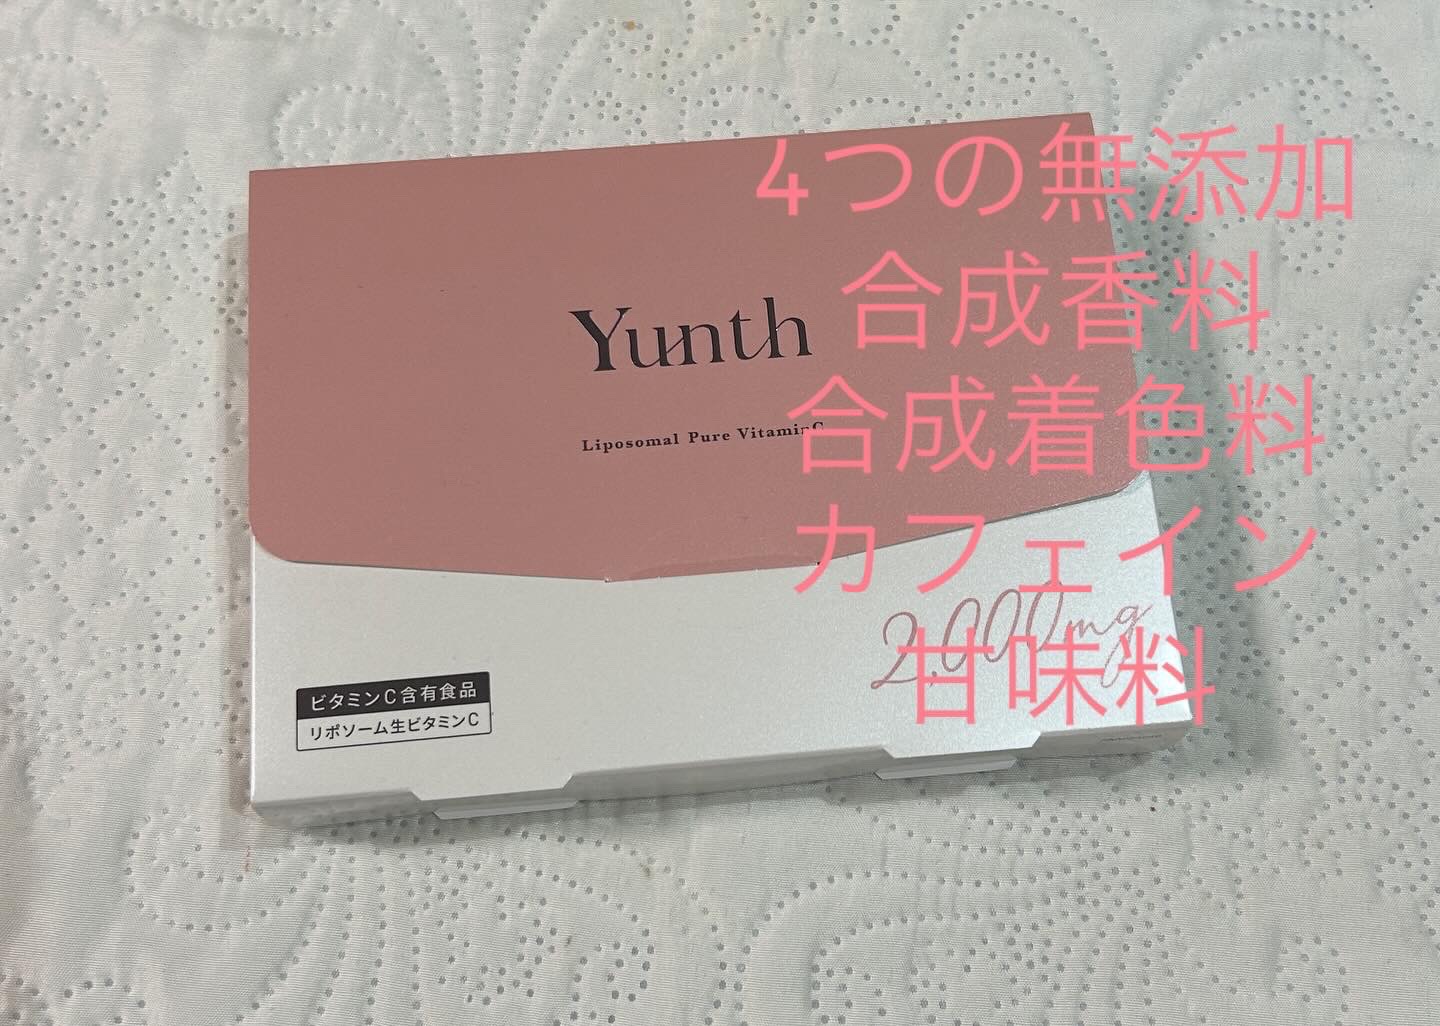 4つの無添加
合成香料
合成着色料
カフェイン
甘味料
Yunth
Liposomal Pure VitaminC
2,000mg
ビタミンC含有食品
リポソーム生ビタミンC